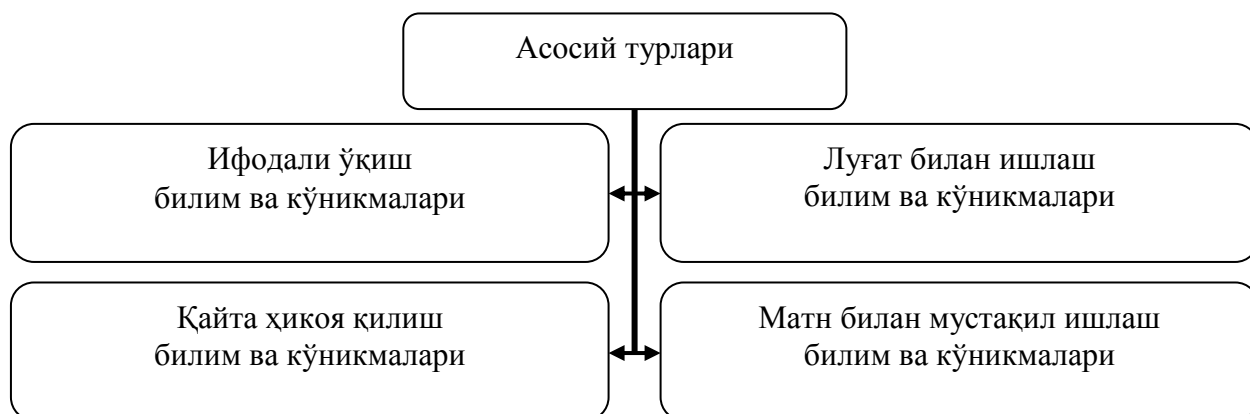 Асосий турлари
Ифодали ўқиш
билим ва кўникмалари
Луғат билан ишлаш
билим ва кўникмалари
Қайта ҳикоя қилиш
билим ва кўникмалари
Матн билан мустақил ишлаш
билим ва кўникмалари